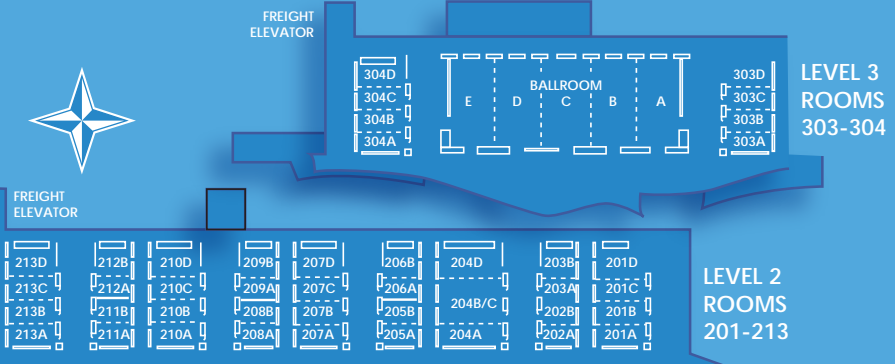 FREIGHT
ELEVATOR
304D
304C
304B
304A
BALLROOM
E D C B A
303D
303C
303B
303A
LEVEL 3
ROOMS
303-304
FREIGHT
ELEVATOR
213D 212B 210D 209B 207D 206B 204D 203B 201D
213C 212A 210C 209A 207C 206A 203A 201C
213B 211B 210B 208B 207B 205B 204B/C 202B 201B
213A 211A 210A 208A 207A 205A 204A 202A 201A
LEVEL 2
ROOMS
201-213